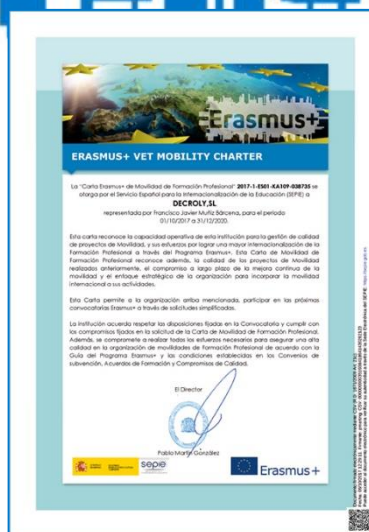 Erasmus+
ERASMUS+ VET MOBILITY CHARTER
La "Carta Erasmus+ de Movilidad de Formación Profesional" 2017-1-ES01-KA109-038735 se
otorga por el Servicio Español para la Internacionalización de la Educación (SEPIE) a
DECROLY,SL
representada por Francisco Javier Muñiz Bárcena, para el periodo
01/10/2017 a 31/12/2020.
Esta carta reconoce la capacidad operativa de esta institución para la gestión de calidad
de proyectos de Movilidad, y sus esfuerzos por lograr una mayor internacionalización de la
Formación Profesional a través del Programa Erasmus+. Esta Carta de Movilidad de
Formación Profesional reconoce además, la calidad de los proyectos de Movilidad
realizados anteriormente, el compromiso a largo plazo de la mejora continua de la
movilidad y el enfoque estratégico de la organización para incorporar la movilidad
internacional a sus actividades.
Esta Carta permite a la organización arriba mencionada, participar en las próximas
convocatorias Erasmus+ a través de solicitudes simplificadas.
La institución acuerda respetar las disposiciones fijadas en la Convocatoria y cumplir con
los compromisos fijados en la solicitud de la Carta de Movilidad de Formación Profesional.
Además, se compromete a realizar todos los esfuerzos necesarios para asegurar una alta
calidad en la organización de movilidades de Formación Profesional de acuerdo con la
Guía del Programa Erasmus+ y las condiciones establecidas en los Convenios de
subvención, Acuerdos de Formación y Compromisos de Calidad.
El Director
Pablo Martín González
sepie
Erasmus+